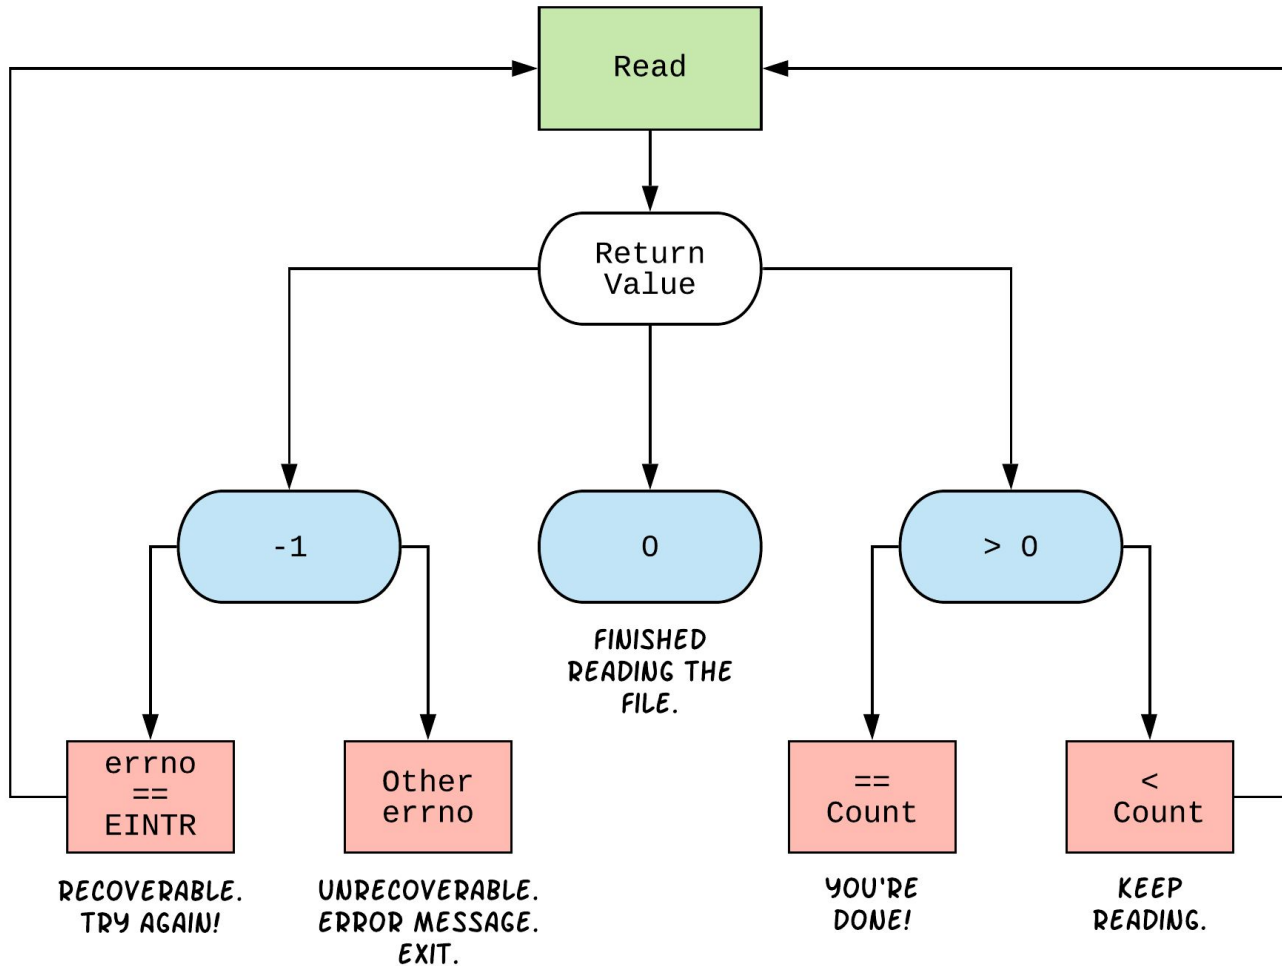 Read
Return
Value
-1
0
> 0
FINISHED
READING THE
FILE.
errno
==
EINTR
Other
errno
==
Count
<
Count
RECOVERABLE.
TRY AGAIN!
UNRECOVERABLE.
ERROR MESSAGE.
EXIT.
YOU'RE
DONE!
KEEP
READING.